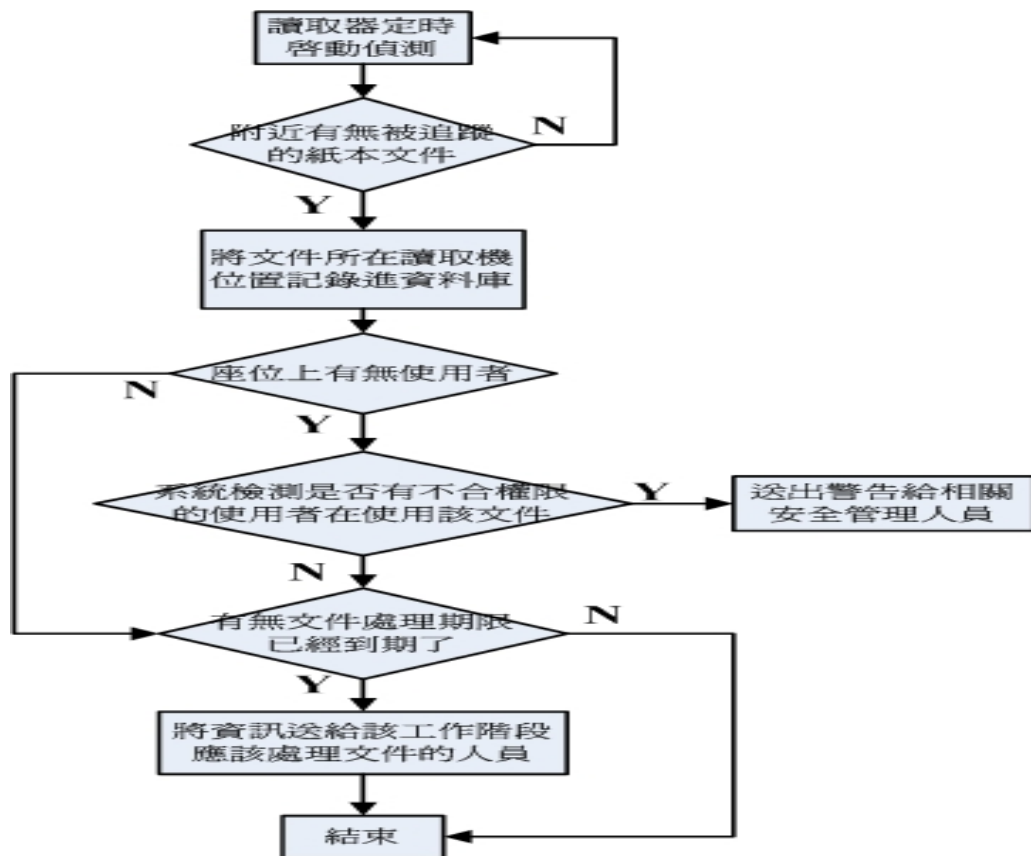 讀取器定時
啓動偵測
附近有無被追蹤
的紙本文件
N
Y
將文件所在讀取機
位置記錄進資料庫
座位上有無使用者
N
Y
系統檢測是否有不合權限
的使用者在使用該文件
Y
送出警告給相關
安全管理人員
N
有無文件處理期限
已經到期了
N
Y
將資訊送給該工作階段
應該處理文件的人員
結束